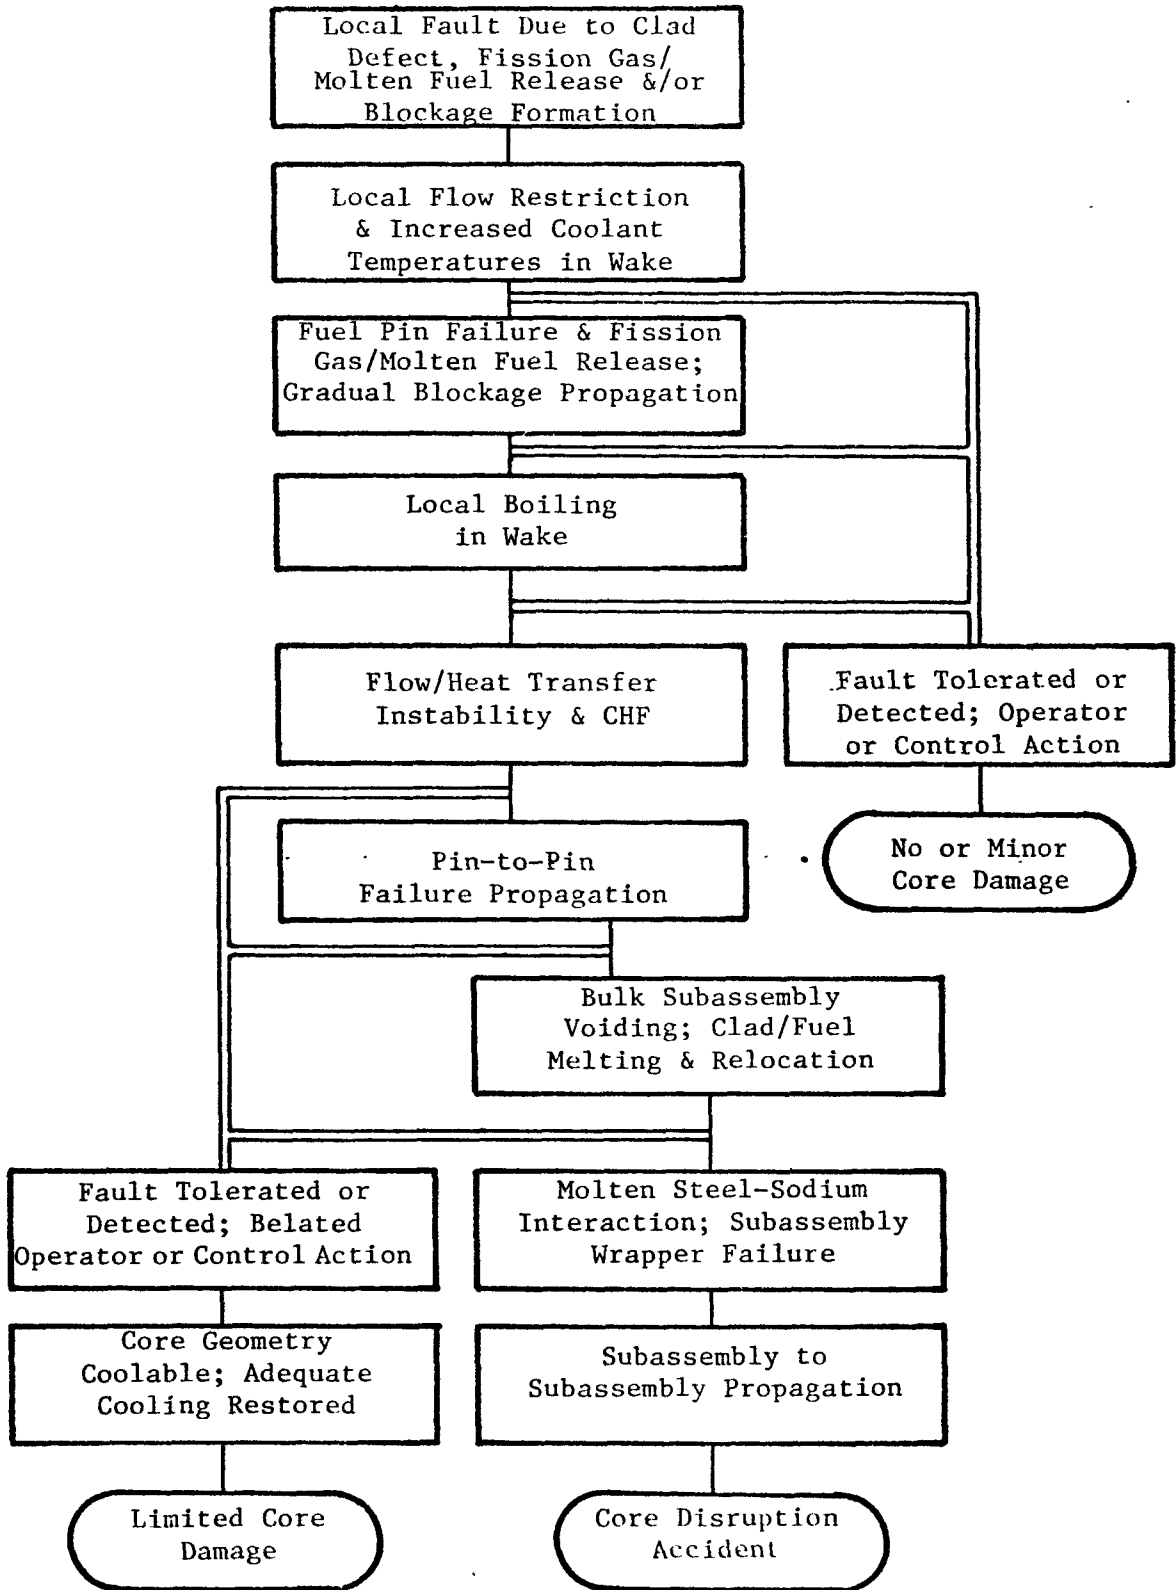 Local Fault Due to Clad
Defect, Fission Gas/
Molten Fuel Release &/or
Blockage Formation
Local Flow Restriction
& Increased Coolant
Temperatures in Wake
Fuel Pin Failure & Fission
Gas/Molten Fuel Release;
Gradual Blockage Propagation
Local Boiling
in Wake
Flow/Heat Transfer
Instability & CHF
Fault Tolerated or
Detected; Operator
or Control Action
Pin-to-Pin
Failure Propagation
No or Minor
Core Damage
Bulk Subassembly
Voiding; Clad/Fuel
Melting & Relocation
Fault Tolerated or
Detected; Belated
Operator or Control Action
Molten Steel-Sodium
Interaction; Subassembly
Wrapper Failure
Core Geometry
Coolable; Adequate
Cooling Restored
Subassembly to
Subassembly Propagation
Limited Core
Damage
Core Disruption
Accident